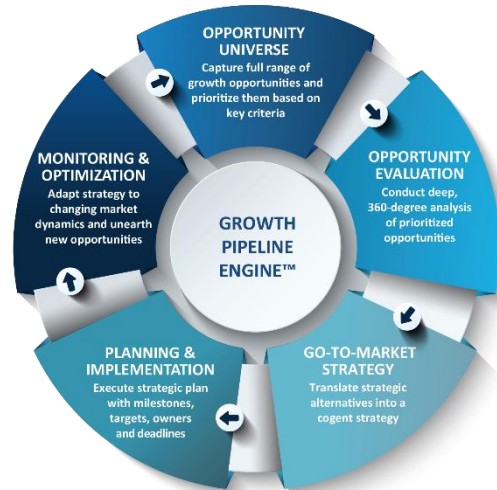 OPPORTUNITY
UNIVERSE
Capture full range of
growth opportunities and
prioritize them based on
key criteria
OPPORTUNITY
EVALUATION
Conduct deep,
360-degree analysis
of prioritized
opportunities
GO-TO-MARKET
STRATEGY
Translate strategic
alternatives into a
cogent strategy
PLANNING &
IMPLEMENTATION
Execute strategic plan
with milestones,
targets, owners
and deadlines
MONITORING &
OPTIMIZATION
Adapt strategy to
changing market
dynamics and unearth
new opportunities
GROWTH
PIPELINE
ENGINE™